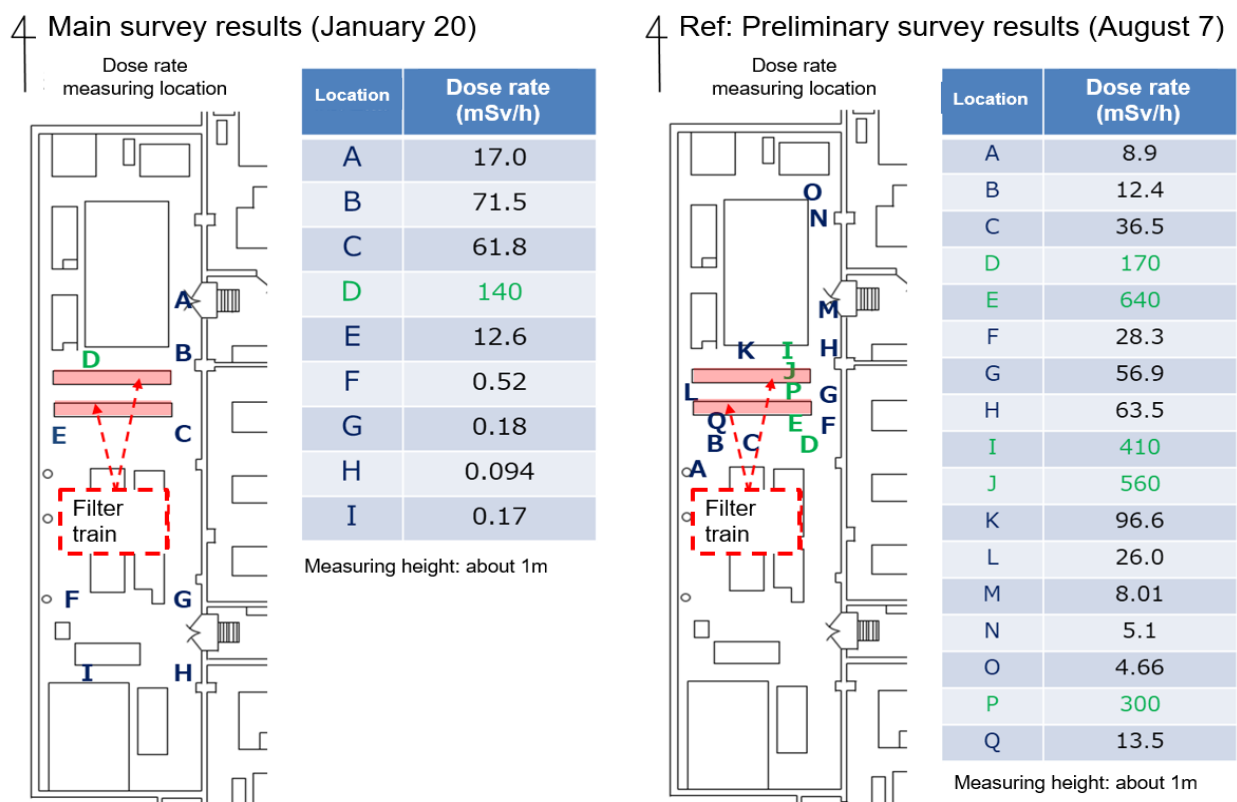 Main survey results (January 20)
Dose rate
measuring location
Location Dose rate
(mSv/h)
A 17.0
B 71.5
C 61.8
D 140
E 12.6
F 0.52
G 0.18
H 0.094
I 0.17
Measuring height: about 1m
A
B
D
E
C
Filter
train
F
G
I
H
Ref: Preliminary survey results (August 7)
Dose rate
measuring location
Location Dose rate
(mSv/h)
A 8.9
B 12.4
C 36.5
D 170
E 640
F 28.3
G 56.9
H 63.5
I 410
J 560
K 96.6
L 26.0
M 8.01
N 5.1
O 4.66
P 300
Q 13.5
Measuring height: about 1m
O
N
M
K
I
H
J
L
P
G
Q
E
F
B
C
D
A
Filter
train